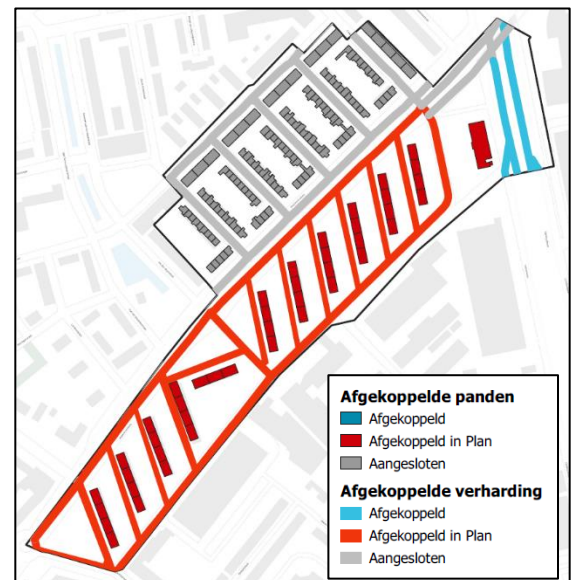 Afgekoppelde panden
Afgekoppeld
Afgekoppeld in Plan
Aangesloten
Afgekoppelde verharding
Afgekoppeld
Afgekoppeld in Plan
Aangesloten